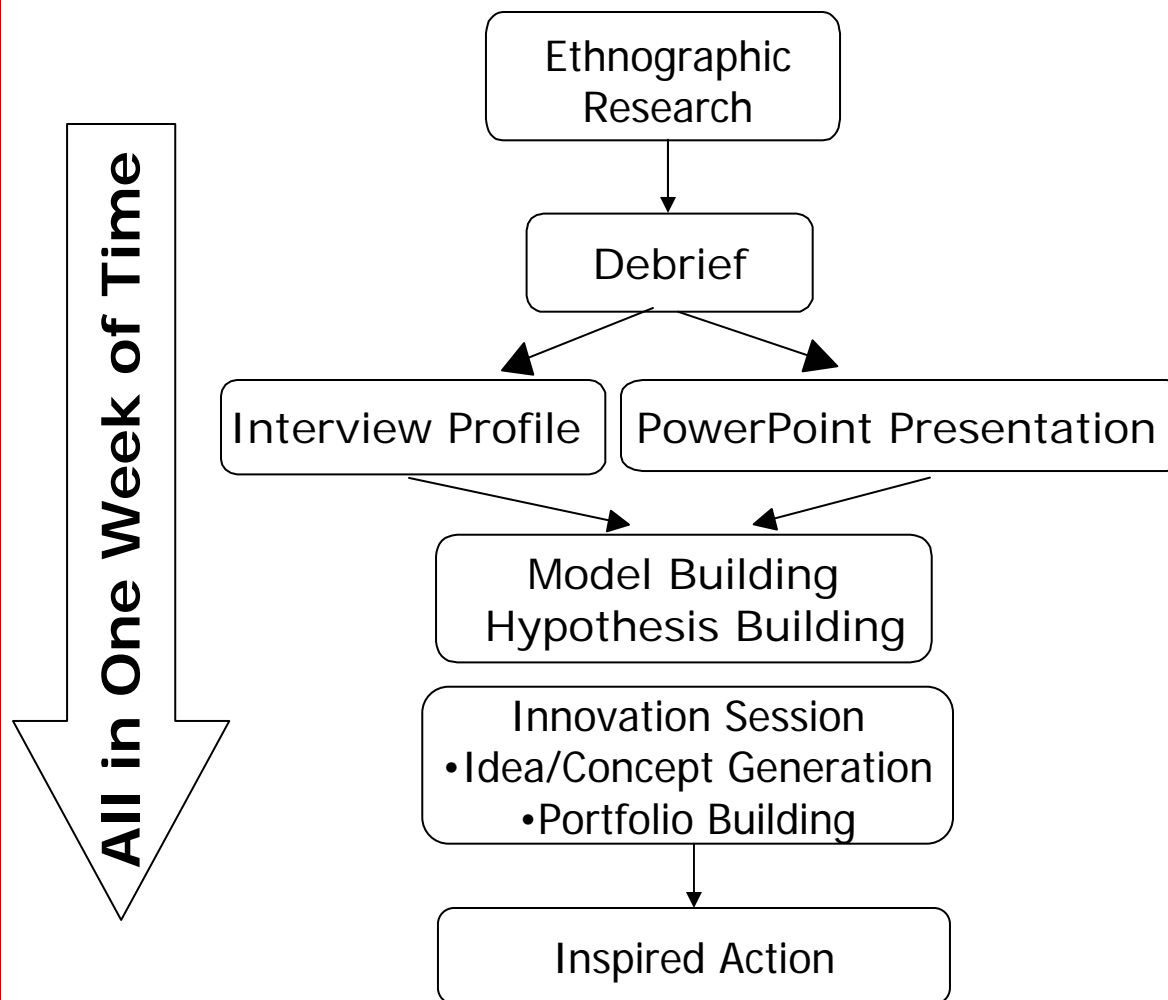 Ethnographic
Research
All in One Week of Time
Debrief
Interview Profile
PowerPoint Presentation
Model Building
Hypothesis Building
Innovation Session
•Idea/Concept Generation
•Portfolio Building
Inspired Action